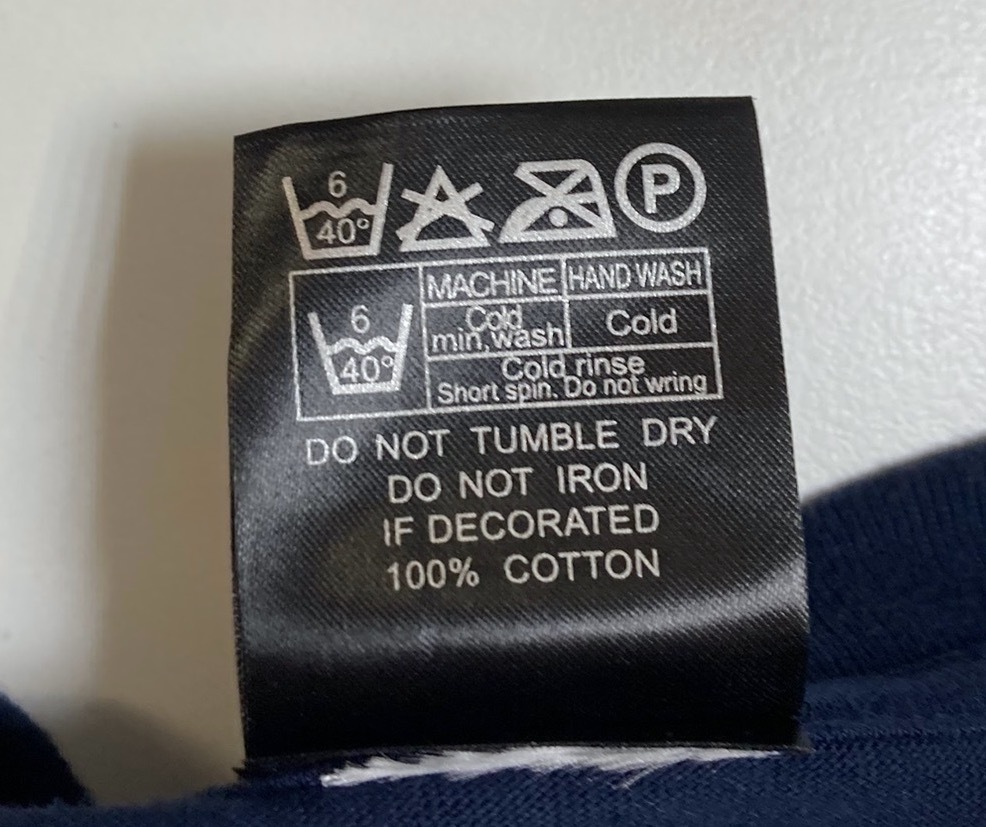 6
40°
P
MACHINE HAND WASH
6
40°
Cold
min.wash
Cold
Cold rinse
Short spin. Do not wring
DO NOT TUMBLE DRY
DO NOT IRON
IF DECORATED
100% COTTON